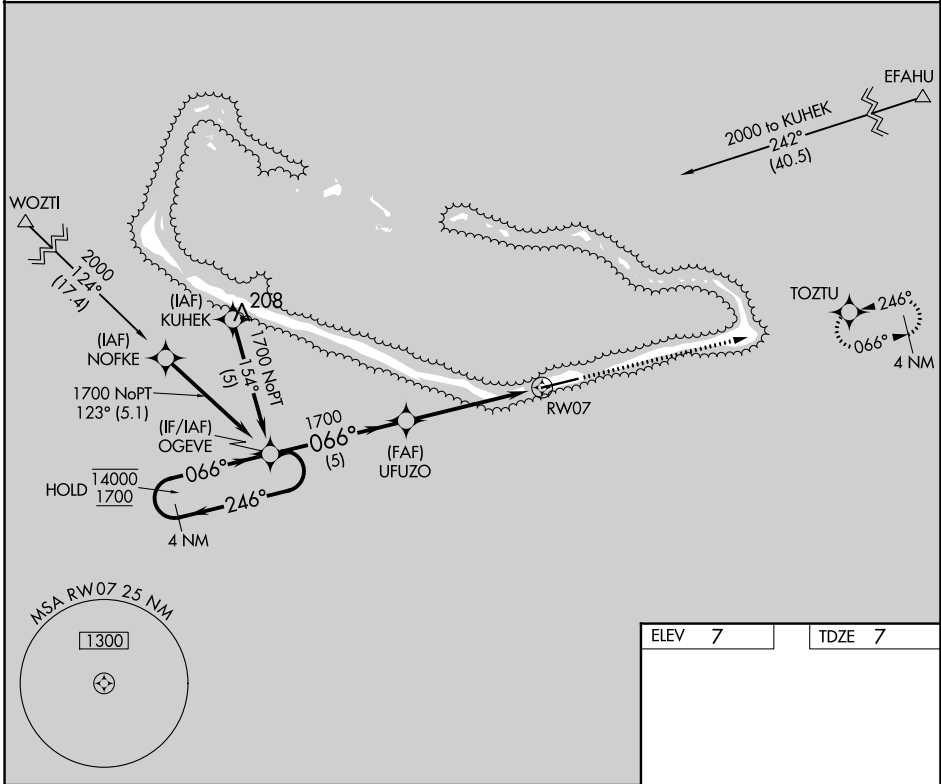 EFAHU
2000 to KUHEK
242°
(40.5)
WOZTI
2000
124°
(17.4)
(IAF)
KUHEK
208
TOZTU
246°
066°
4 NM
(IAF)
NOFKE
1700 NoPT
154°
(5)
1700 NoPT
123° (5.1)
RW07
(IF/IAF)
OGEVE
1700
066°
(5)
(FAF)
UFUZO
HOLD
14000
1700
066°
246°
4 NM
MSA RW07 25 NM
1300
ELEV 7
TDZE 7